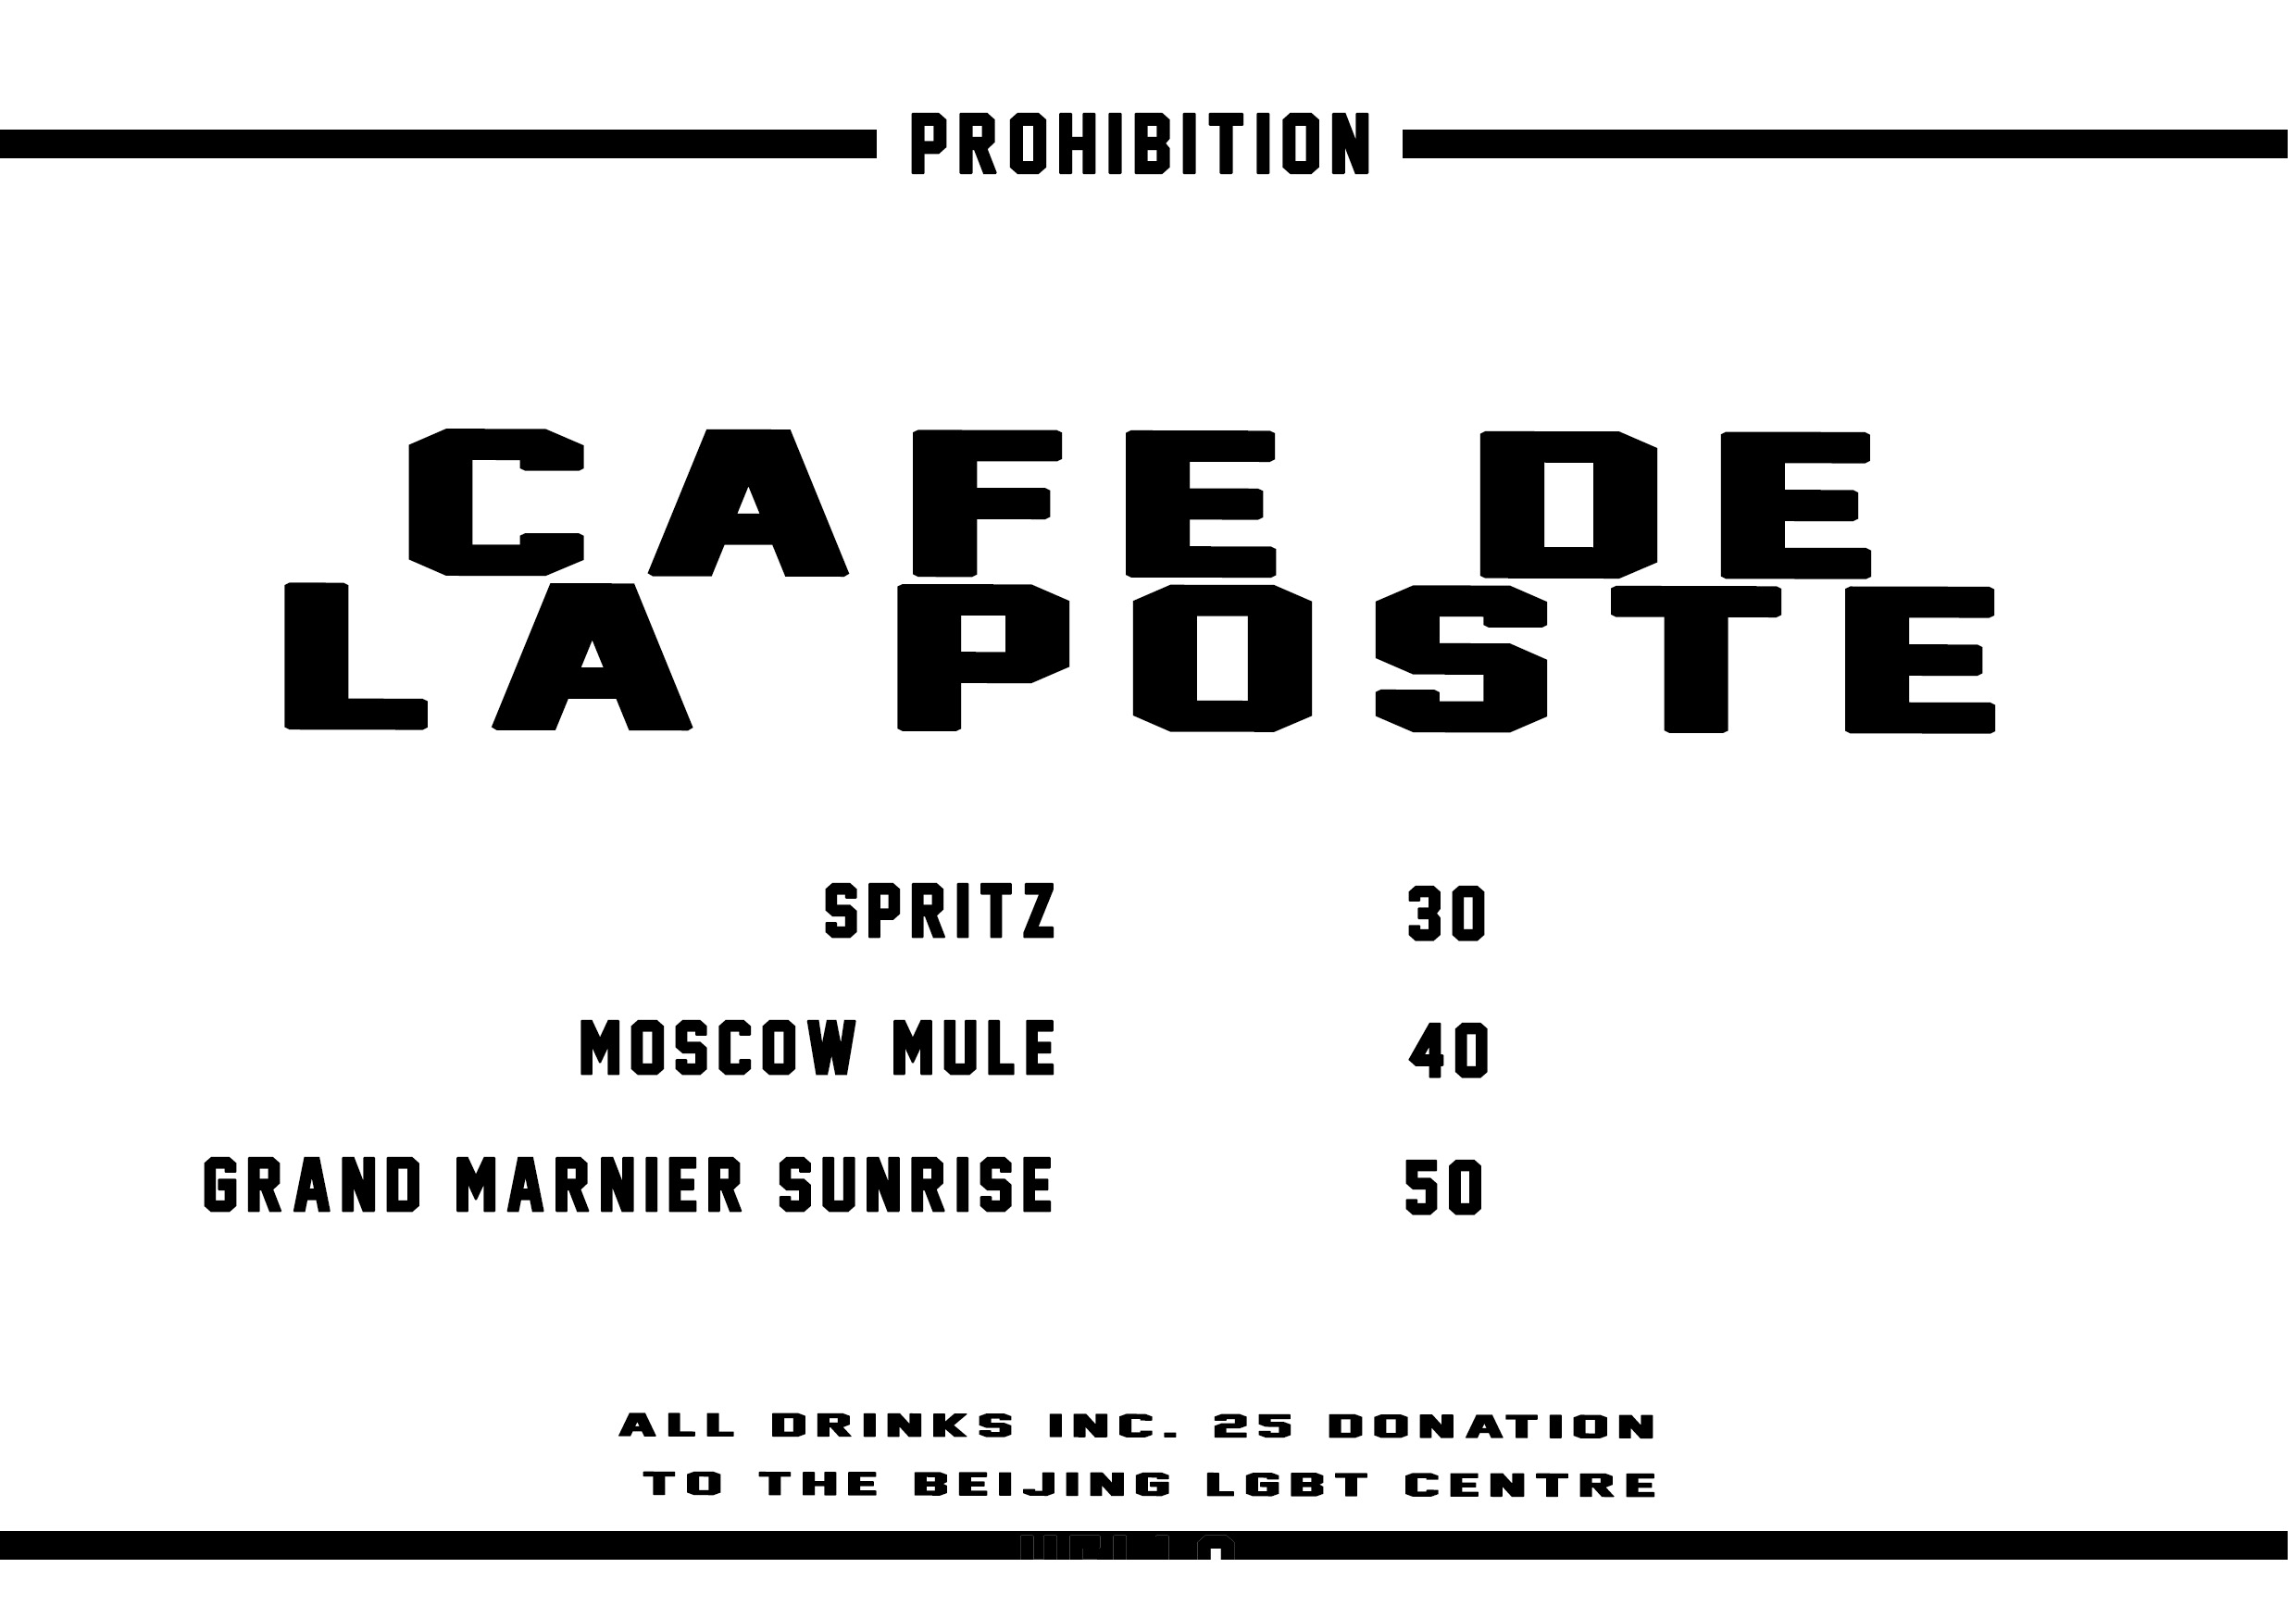 PROHIBITION
CAFE DE
LA POSTE
SPRITZ 30
MOSCOW MULE 40
GRAND MARNIER SUNRISE 50
ALL DRINKS INC. 25 DONATION
TO THE BEIJING LGBT CENTRE